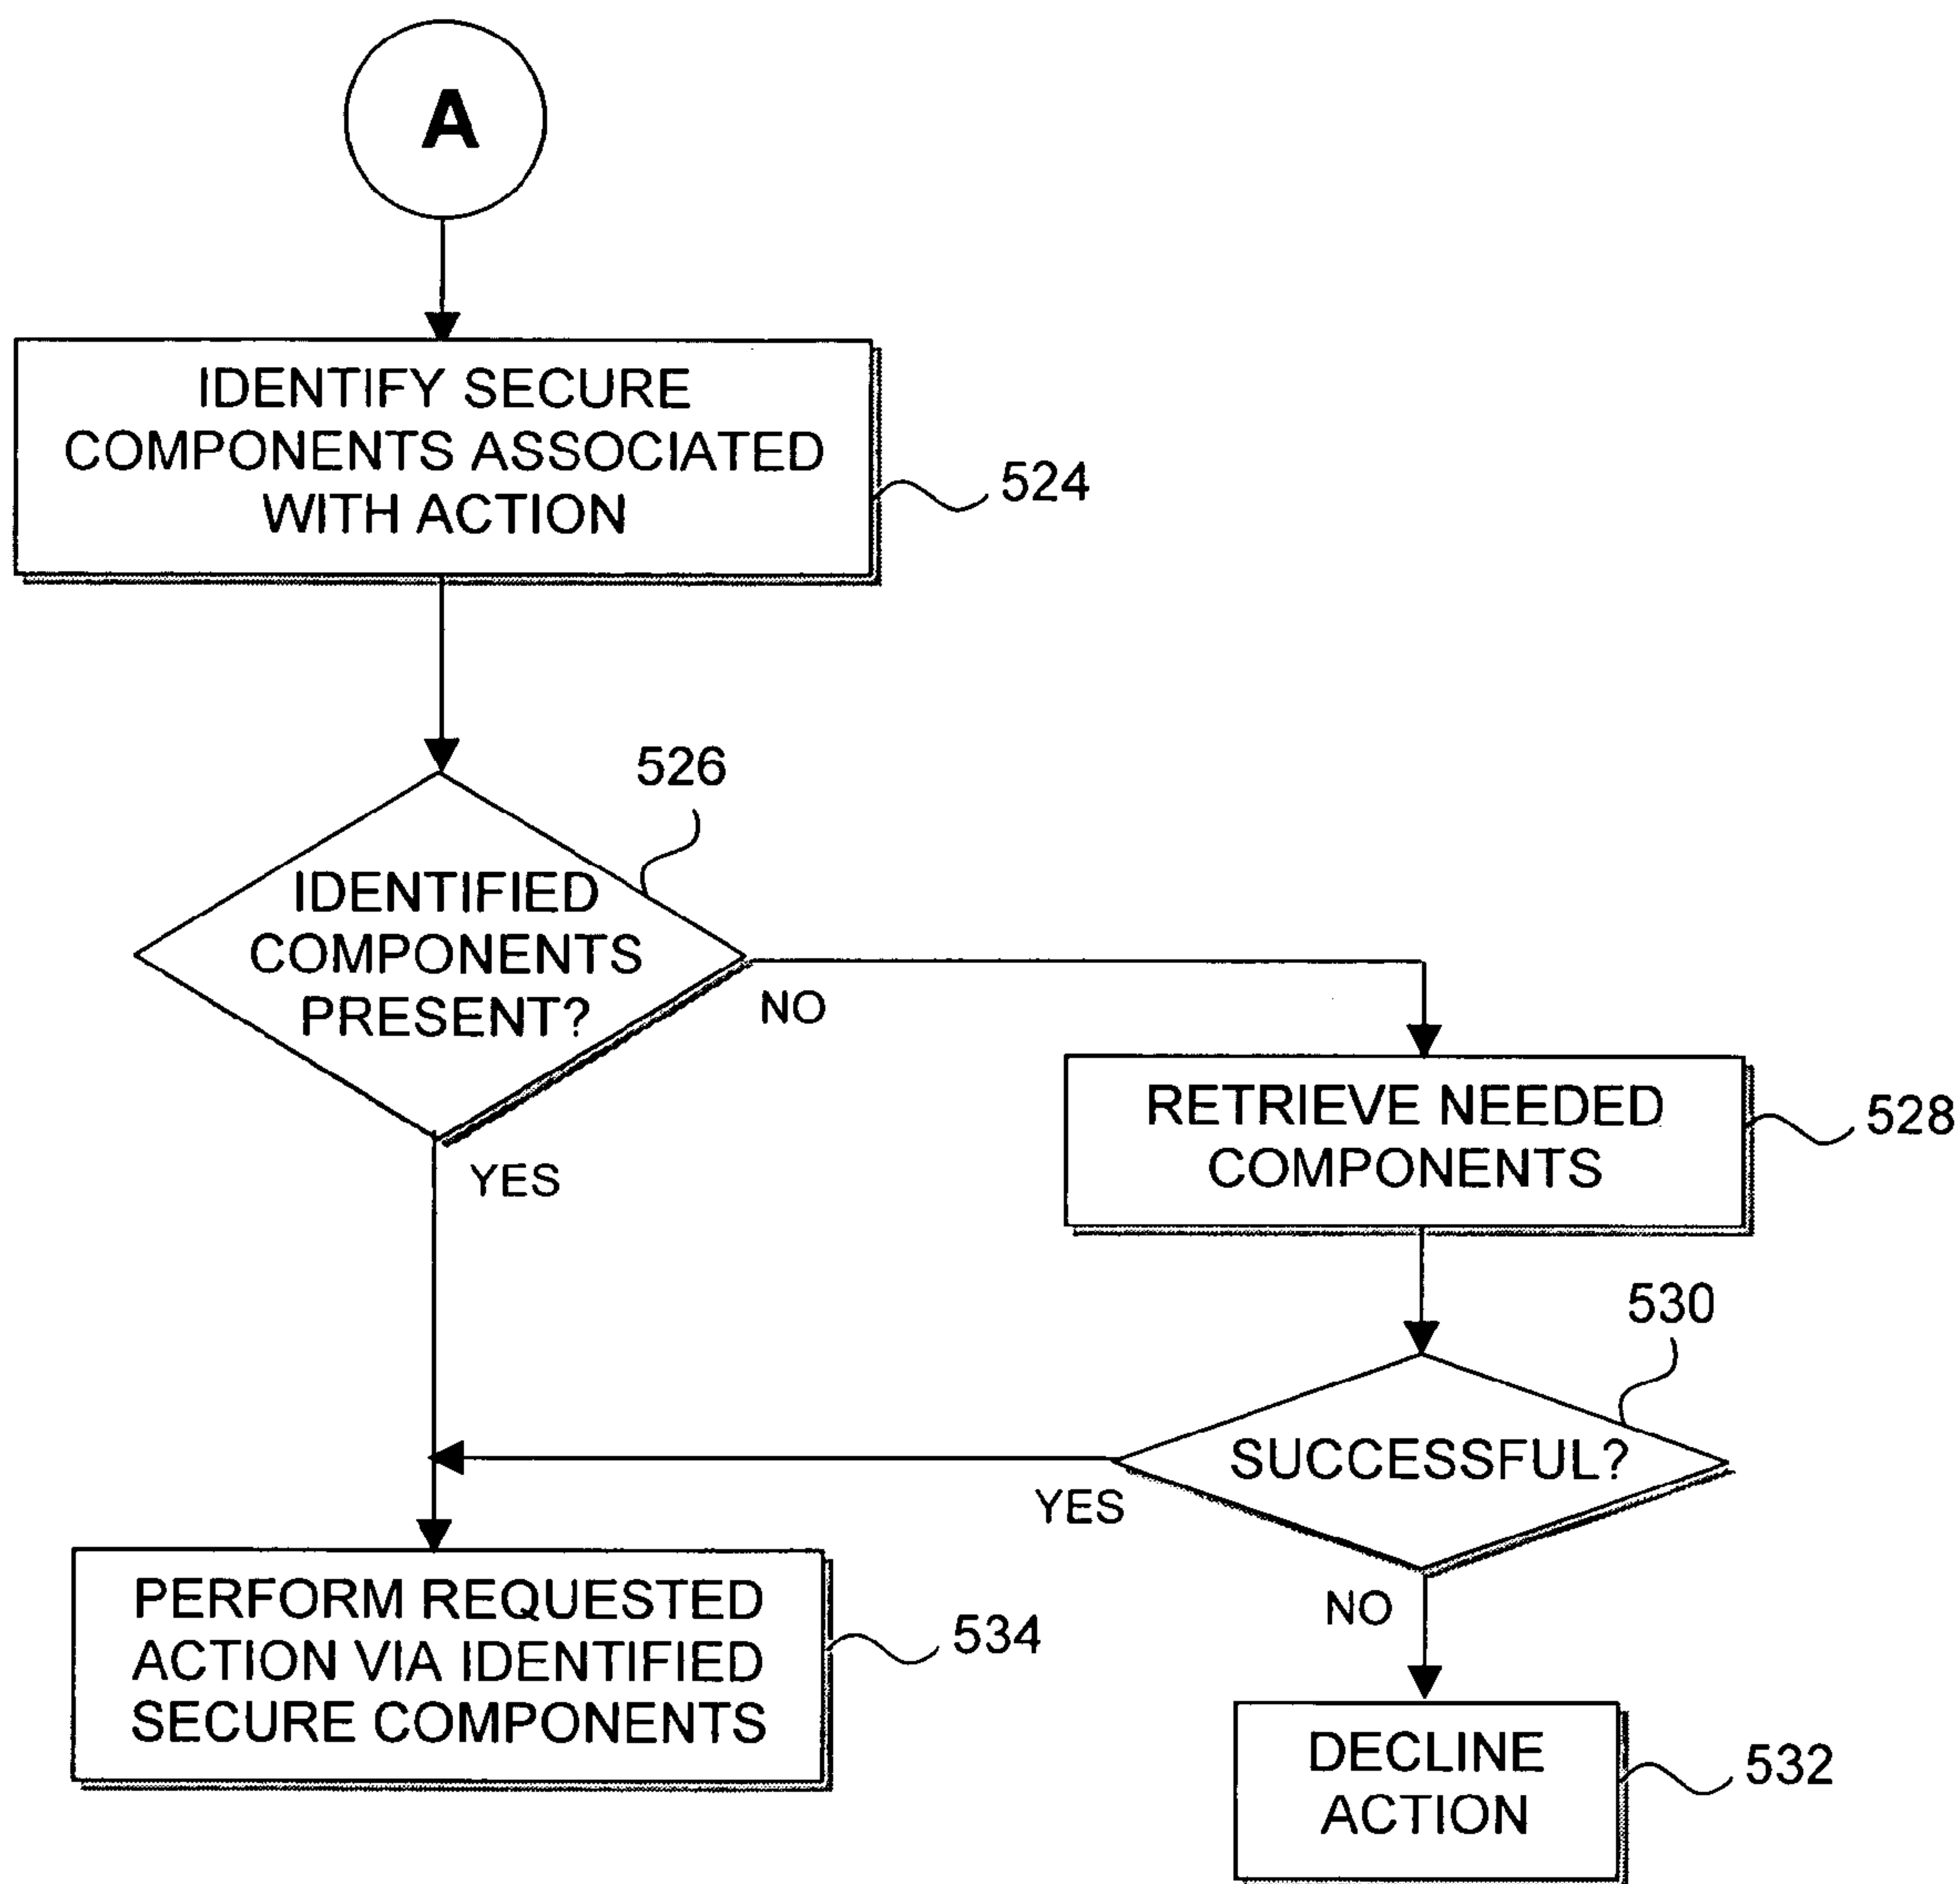 A
IDENTIFY SECURE
COMPONENTS ASSOCIATED
WITH ACTION
524
526
IDENTIFIED
COMPONENTS
PRESENT?
NO
YES
RETRIEVE NEEDED
COMPONENTS
528
530
SUCCESSFUL?
YES
NO
PERFORM REQUESTED
ACTION VIA IDENTIFIED
SECURE COMPONENTS
534
DECLINE
ACTION
532